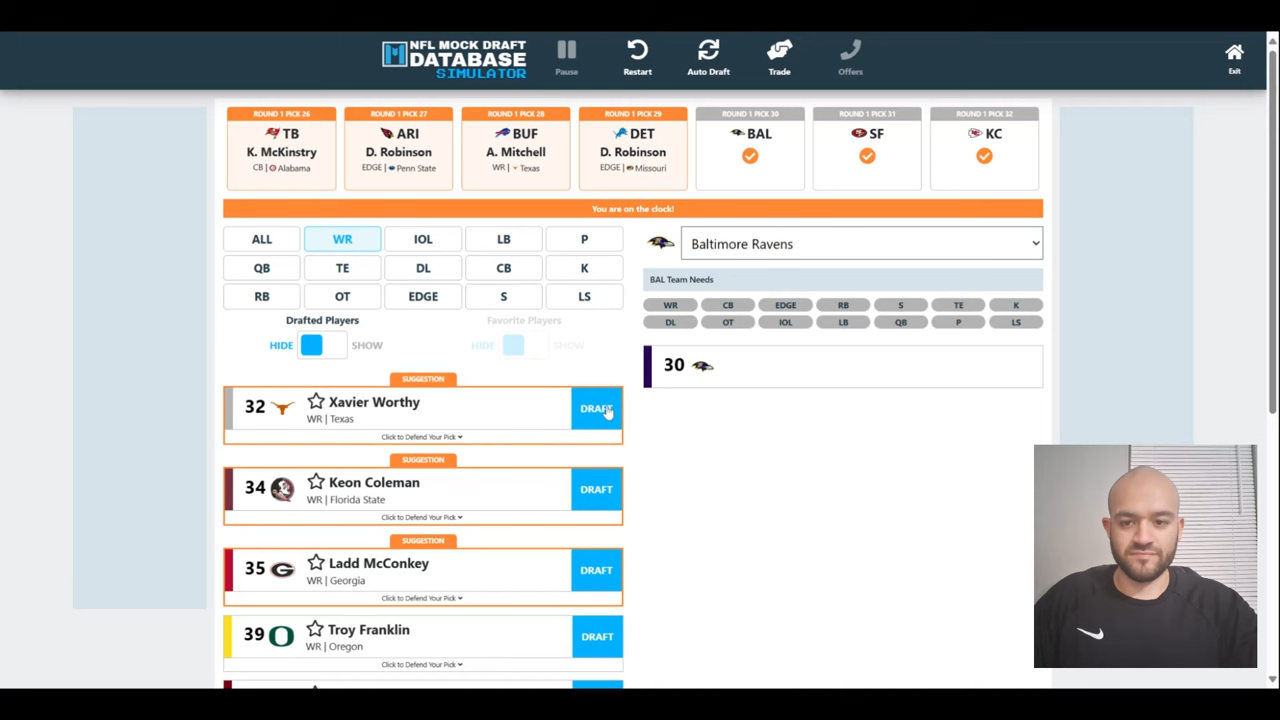 NFL MOCK DRAFT
DATABASE
SIMULATOR
Pause
Restart
Auto Draft
Trade
Offers
Exit
ROUND 1 PICK 26
ROUND 1 PICK 27
ROUND 1 PICK 28
ROUND 1 PICK 29
ROUND 1 PICK 30
ROUND 1 PICK 31
ROUND 1 PICK 32
TB
ARI
BUF
DET
BAL
SF
KC
K. McKinstry
D. Robinson
A. Mitchell
D. Robinson
CB | Alabama
EDGE | Penn State
WR | Texas
EDGE | Missouri
You are on the clock!
ALL
WR
IOL
LB
P
QB
TE
DL
CB
K
RB
OT
EDGE
S
LS
Drafted Players
Favorite Players
HIDE
SHOW
HIDE
SHOW
Baltimore Ravens
BAL Team Needs
WR
CB
EDGE
RB
S
TE
K
DL
OT
IOL
LB
QB
P
LS
30
SUGGESTION
32
Xavier Worthy
WR | Texas
DRAFT
Click to Defend Your Pick
SUGGESTION
34
Keon Coleman
WR | Florida State
DRAFT
Click to Defend Your Pick
SUGGESTION
35
Ladd McConkey
WR | Georgia
DRAFT
Click to Defend Your Pick
39
Troy Franklin
WR | Oregon
DRAFT
Click to Defend Your Pick